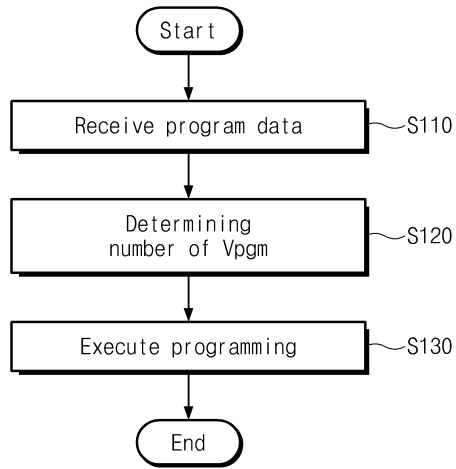 Start
Receive program data
S110
Determining
number of Vpgm
S120
Execute programming
S130
End